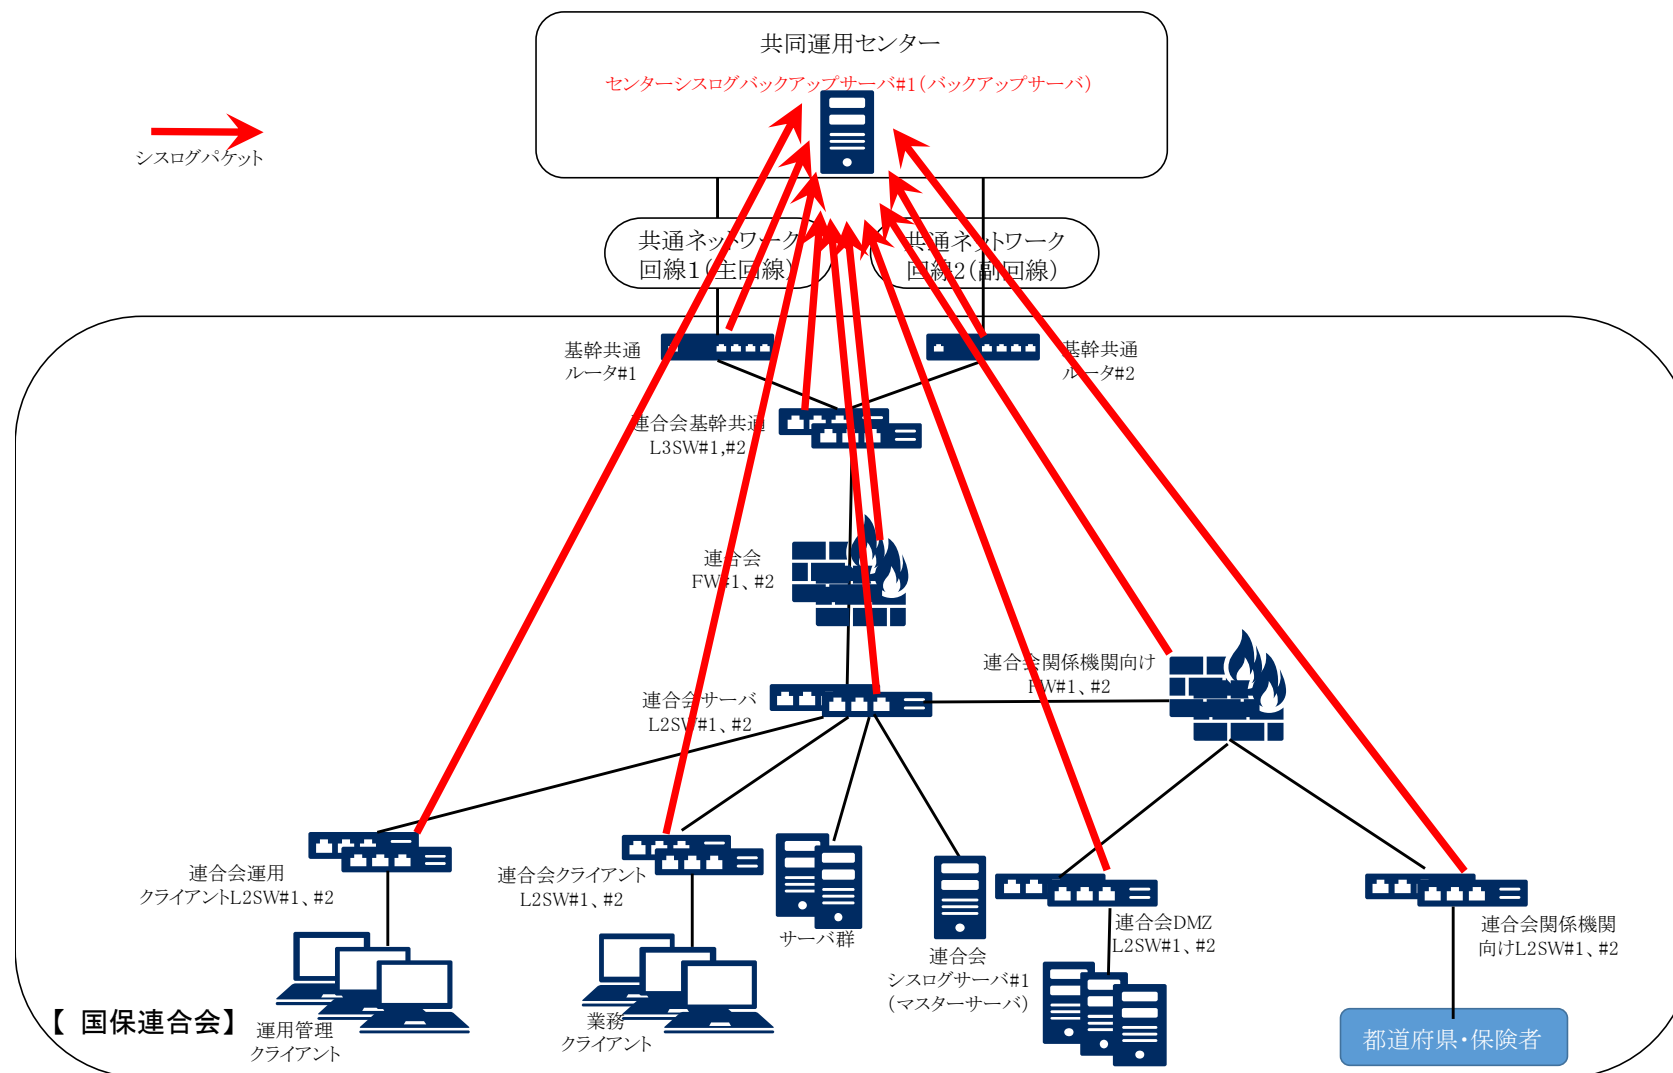 共同運用センター
センターシスログバックアップサーバ#1(バックアップサーバ)
シスログパケット
共通ネットワーク
回線1(主回線)
共通ネットワーク
回線2(副回線)
基幹共通
ルータ#1
基幹共通
ルータ#2
連合会基幹共通
L3SW#1,#2
連合会
FW#1、#2
連合会関係機関向け
FW#1、#2
連合会サーバ
L2SW#1、#2
連合会運用
クライアントL2SW#1、#2
連合会クライアント
L2SW#1、#2
サーバ群
連合会
シスログサーバ#1
(マスターサーバ)
連合会DMZ
L2SW#1、#2
連合会関係機関
向けL2SW#1、#2
【 国保連合会】
運用管理
クライアント
業務
クライアント
都道府県・保険者